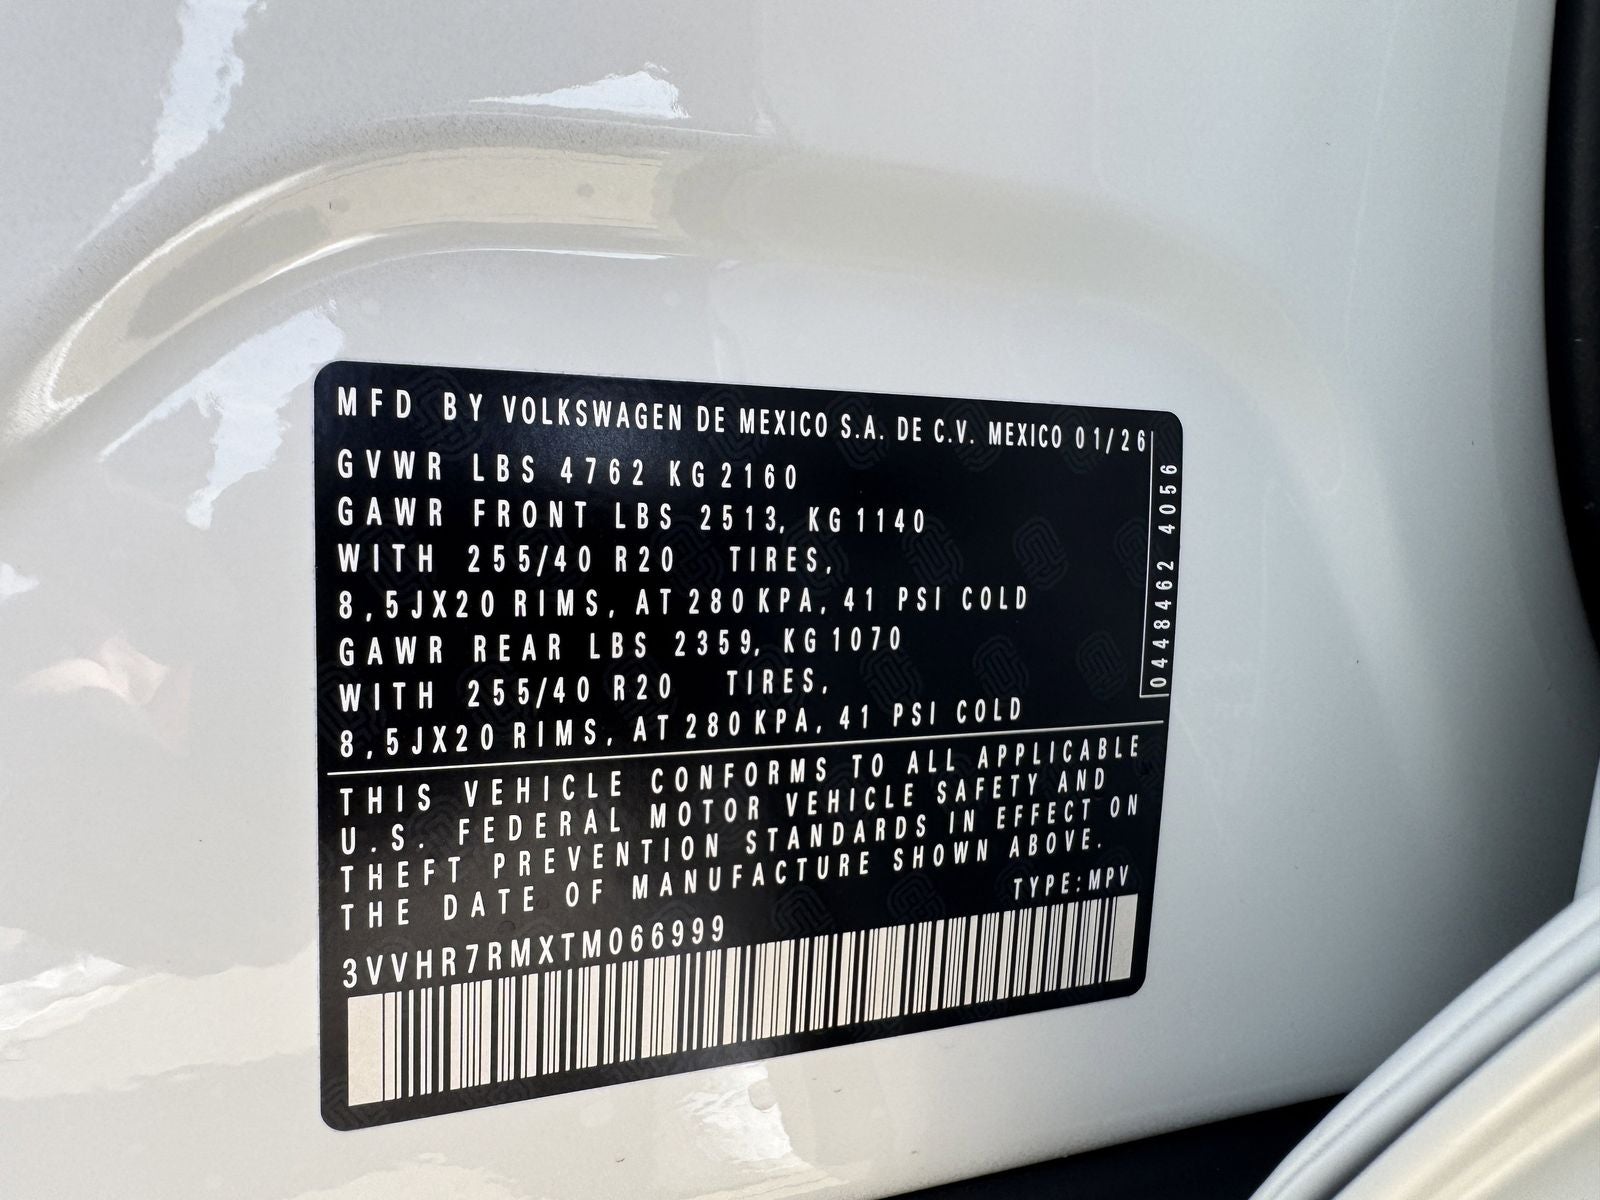 MFD BY VOLKSWAGEN DE MEXICO S.A. DE C.V. MEXICO 01/26
GVWR LBS 4762 KG 2160
GAWR FRONT LBS 2513, KG 1140
WITH 255/40 R20 TIRES,
8,5JX20 RIMS, AT 280 KPA, 41 PSI COLD
GAWR REAR LBS 2359, KG 1070
WITH 255/40 R20 TIRES,
8,5JX20 RIMS, AT 280 KPA, 41 PSI COLD
0448462 4056
THIS VEHICLE CONFORMS TO ALL APPLICABLE
U.S. FEDERAL MOTOR VEHICLE SAFETY AND
THEFT PREVENTION STANDARDS IN EFFECT ON
THE DATE OF MANUFACTURE SHOWN ABOVE.
TYPE:MPV
3VVHR7RMXTM066999